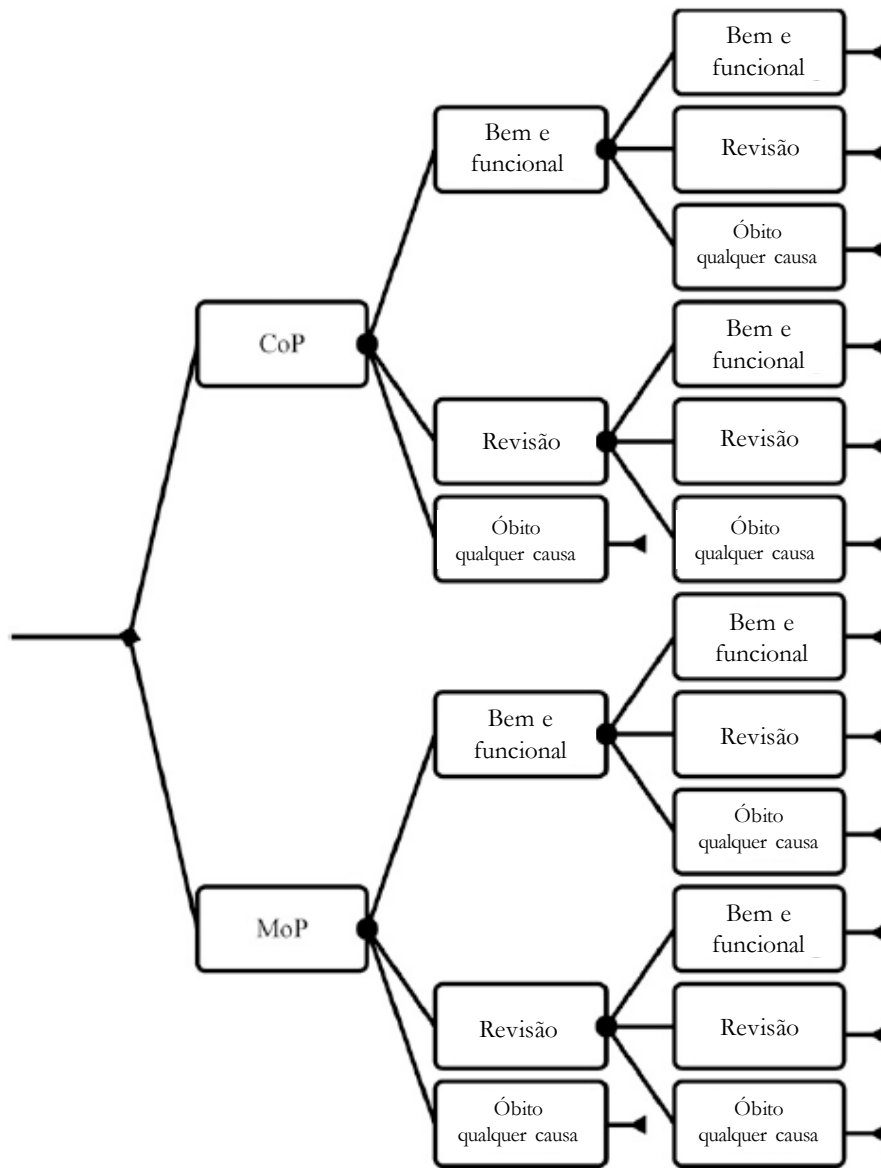 Bem e
funcional
Bem e
funcional
Revisão
Óbito
qualquer causa
CoP
Bem e
funcional
Revisão
Revisão
Óbito
qualquer causa
Óbito
qualquer causa
Bem e
funcional
Bem e
funcional
Revisão
Óbito
qualquer causa
MoP
Bem e
funcional
Revisão
Revisão
Óbito
qualquer causa
Óbito
qualquer causa